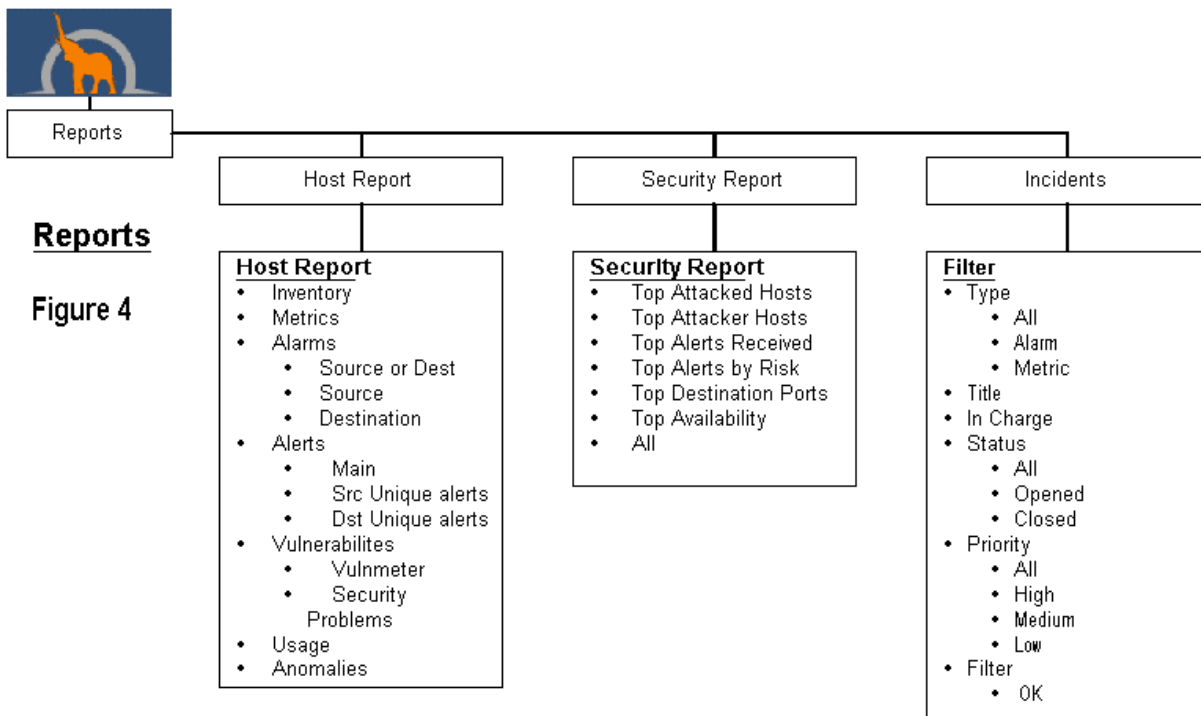 Reports
Host Report
Security Report
Incidents
Reports
Figure 4
Host Report
• Inventory
• Metrics
• Alarms
• Source or Dest
• Source
• Destination
• Alerts
• Main
• Src Unique alerts
• Dst Unique alerts
• Vulnerabilites
• Vulnmeter
• Security
Problems
• Usage
• Anomalies
Security Report
• Top Attacked Hosts
• Top Attacker Hosts
• Top Alerts Received
• Top Alerts by Risk
• Top Destination Ports
• Top Availability
• All
Filter
• Type
• All
• Alarm
• Metric
• Title
• In Charge
• Status
• All
• Opened
• Closed
• Priority
• All
• High
• Medium
• Low
• Filter
• OK